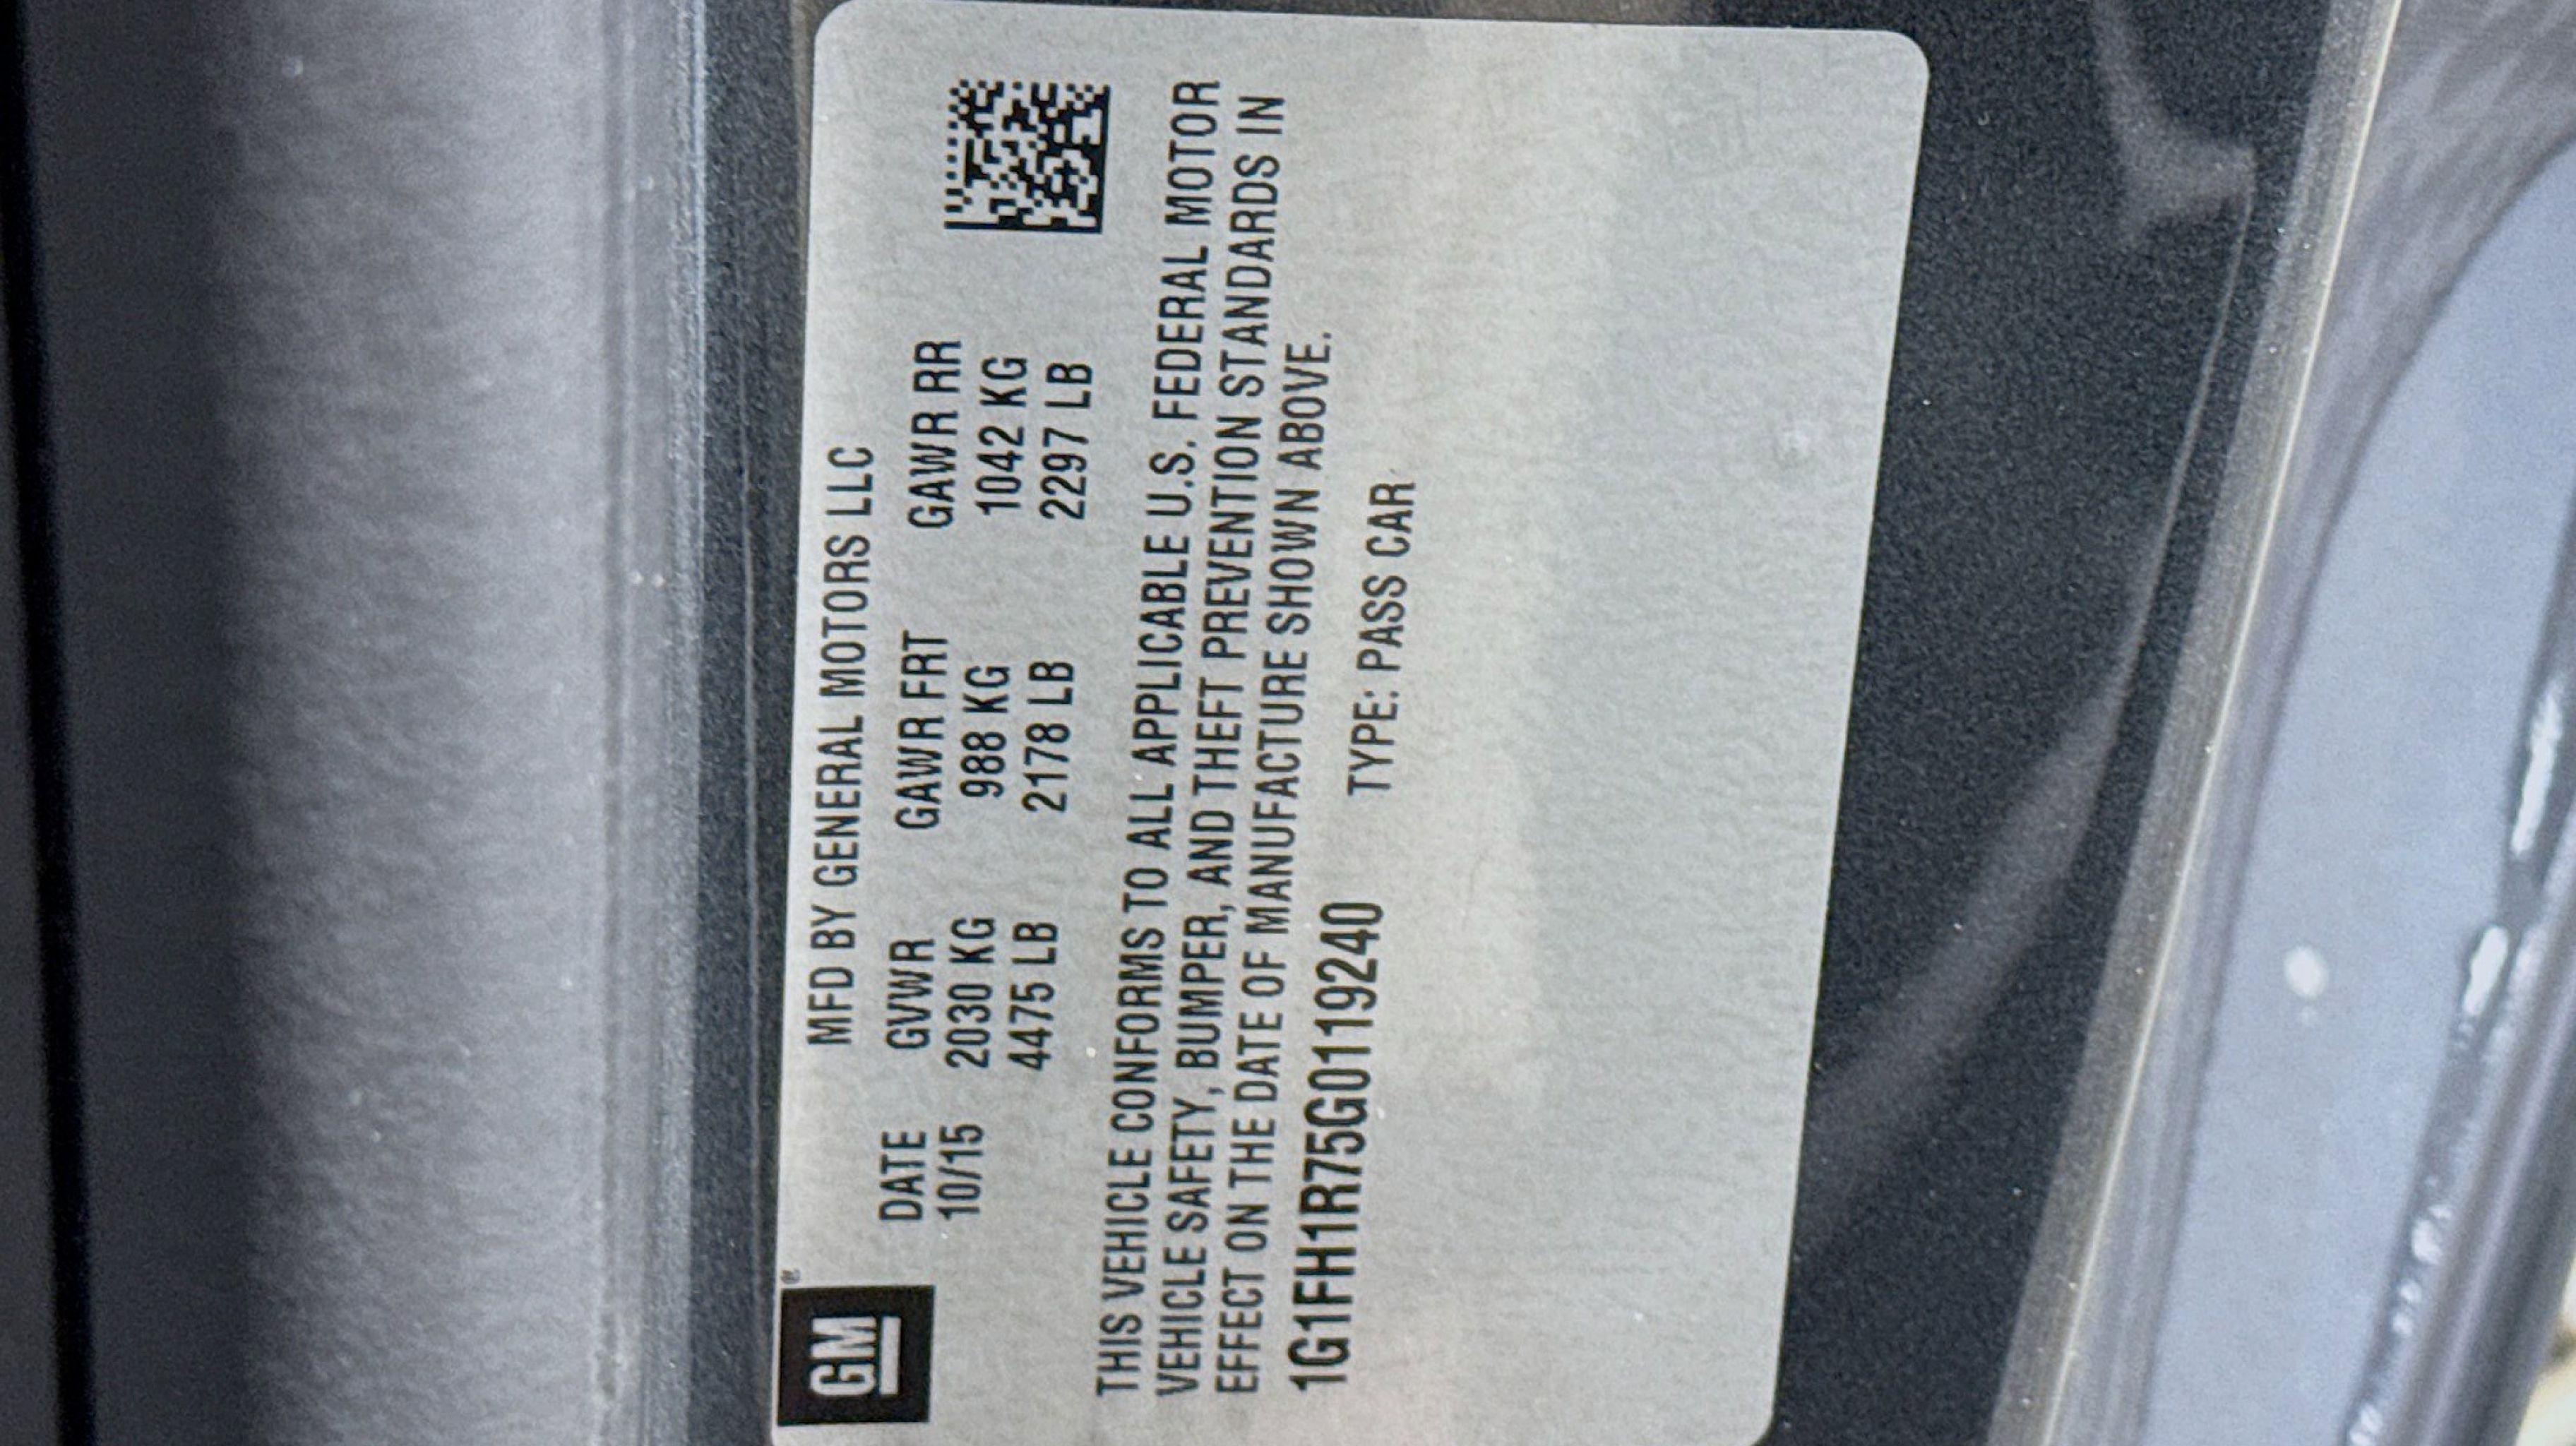 GM®
MFD BY GENERAL MOTORS LLC
DATE GVWR GAWR FRT GAWR RR
10/15 2030 KG 988 KG 1042 KG
4475 LB 2178 LB 2297 LB
THIS VEHICLE CONFORMS TO ALL APPLICABLE U.S. FEDERAL MOTOR
VEHICLE SAFETY, BUMPER, AND THEFT PREVENTION STANDARDS IN
EFFECT ON THE DATE OF MANUFACTURE SHOWN ABOVE.
1G1FH1R75G0119240 TYPE: PASS CAR